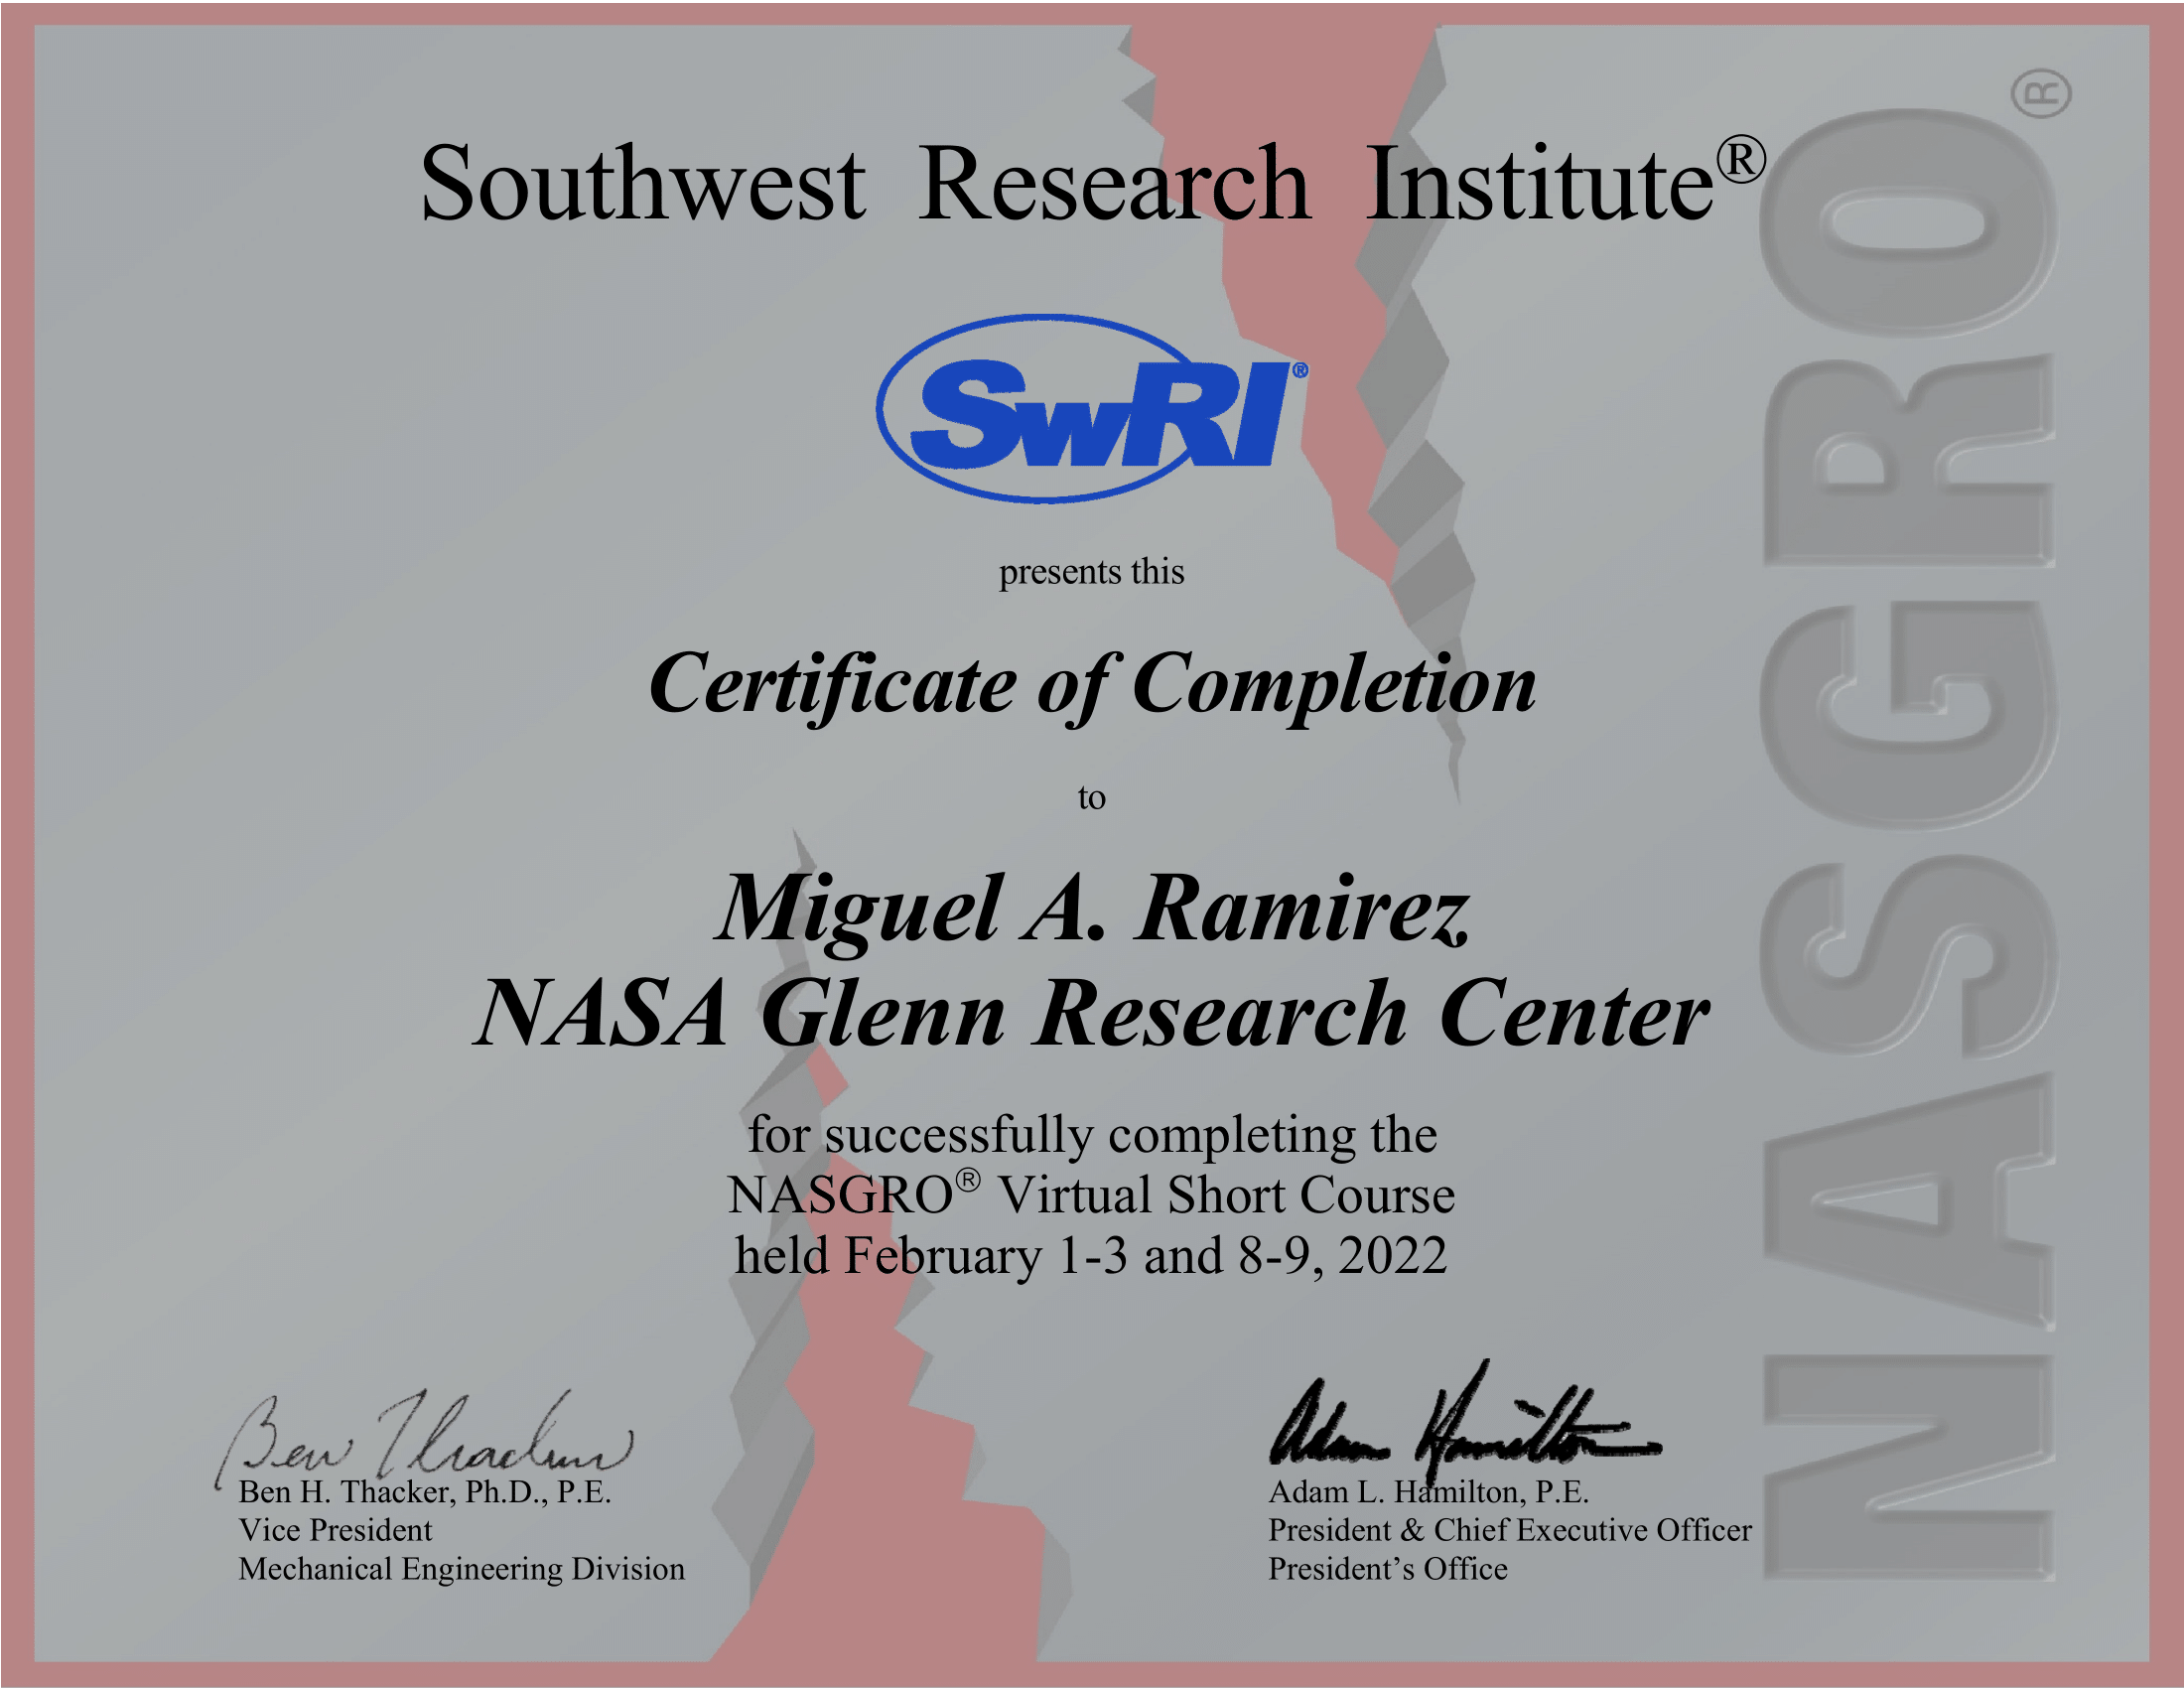 Southwest Research Institute®
SwRI®
presents this
Certificate of Completion
to
Miguel A. Ramirez
NASA Glenn Research Center
for successfully completing the
NASGRO® Virtual Short Course
held February 1-3 and 8-9, 2022
Ben Thacker
Ben H. Thacker, Ph.D., P.E.
Vice President
Mechanical Engineering Division
Adam Hamilton
Adam L. Hamilton, P.E.
President & Chief Executive Officer
President’s Office
NASGRO®